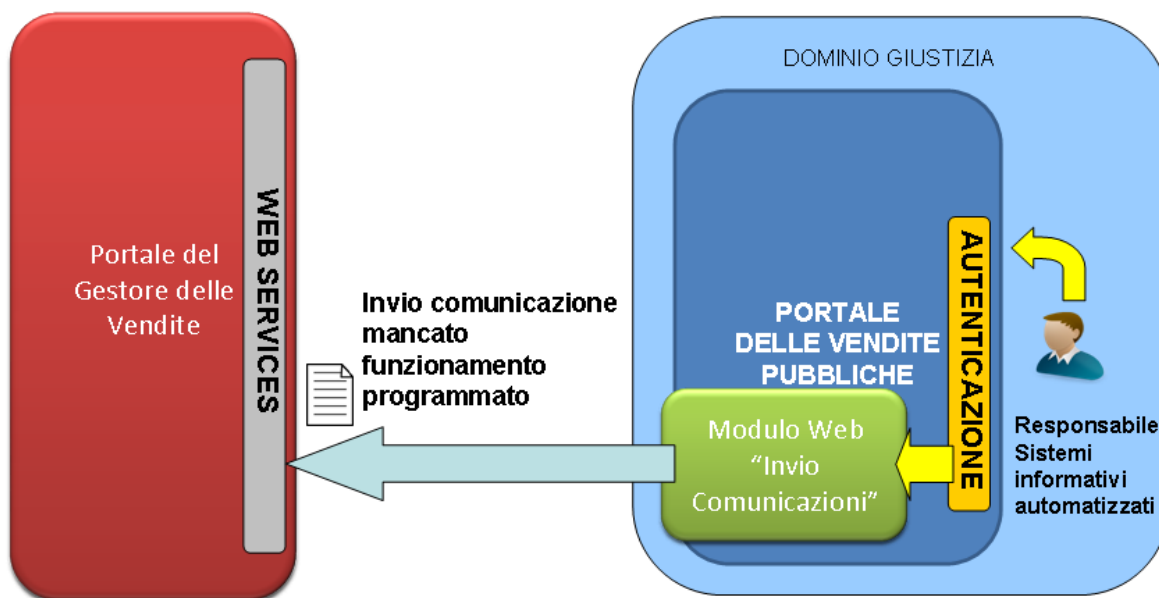 DOMINIO GIUSTIZIA
Portale del
Gestore delle
Vendite
WEB SERVICES
Invio comunicazione
mancato
funzionamento
programmato
PORTALE
DELLE VENDITE
PUBBLICHE
Modulo Web
“Invio
Comunicazioni”
AUTENTICAZIONE
Responsabile
Sistemi
informativi
automatizzati